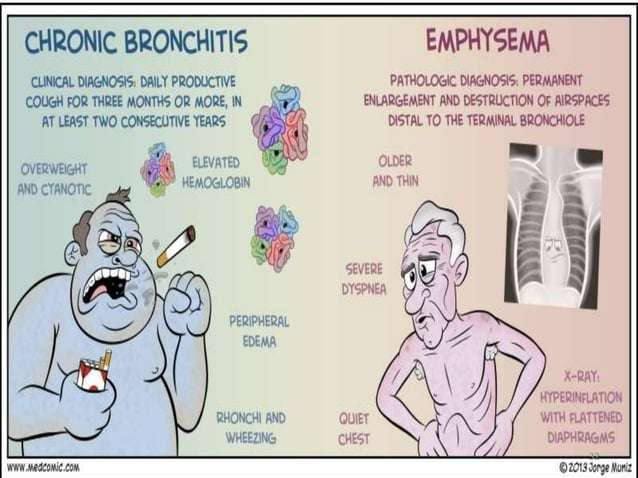 CHRONIC BRONCHITIS
CLINICAL DIAGNOSIS: DAILY PRODUCTIVE
COUGH FOR THREE MONTHS OR MORE, IN
AT LEAST TWO CONSECUTIVE YEARS
OVERWEIGHT
AND CYANOTIC
ELEVATED
HEMOGLOBIN
PERIPHERAL
EDEMA
RHONCHI AND
WHEEZING
EMPHYSEMA
PATHOLOGIC DIAGNOSIS: PERMANENT
ENLARGEMENT AND DESTRUCTION OF AIRSPACES
DISTAL TO THE TERMINAL BRONCHIOLE
OLDER
AND THIN
SEVERE
DYSPNEA
QUIET
CHEST
X-RAY:
HYPERINFLATION
WITH FLATTENED
DIAPHRAGMS
www.medcomic.com
© 2013 Jorge Muniz